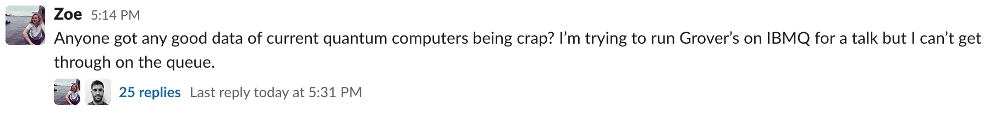 Zoe 5:14 PM
Anyone got any good data of current quantum computers being crap? I’m trying to run Grover’s on IBMQ for a talk but I can’t get
through on the queue.
25 replies Last reply today at 5:31 PM